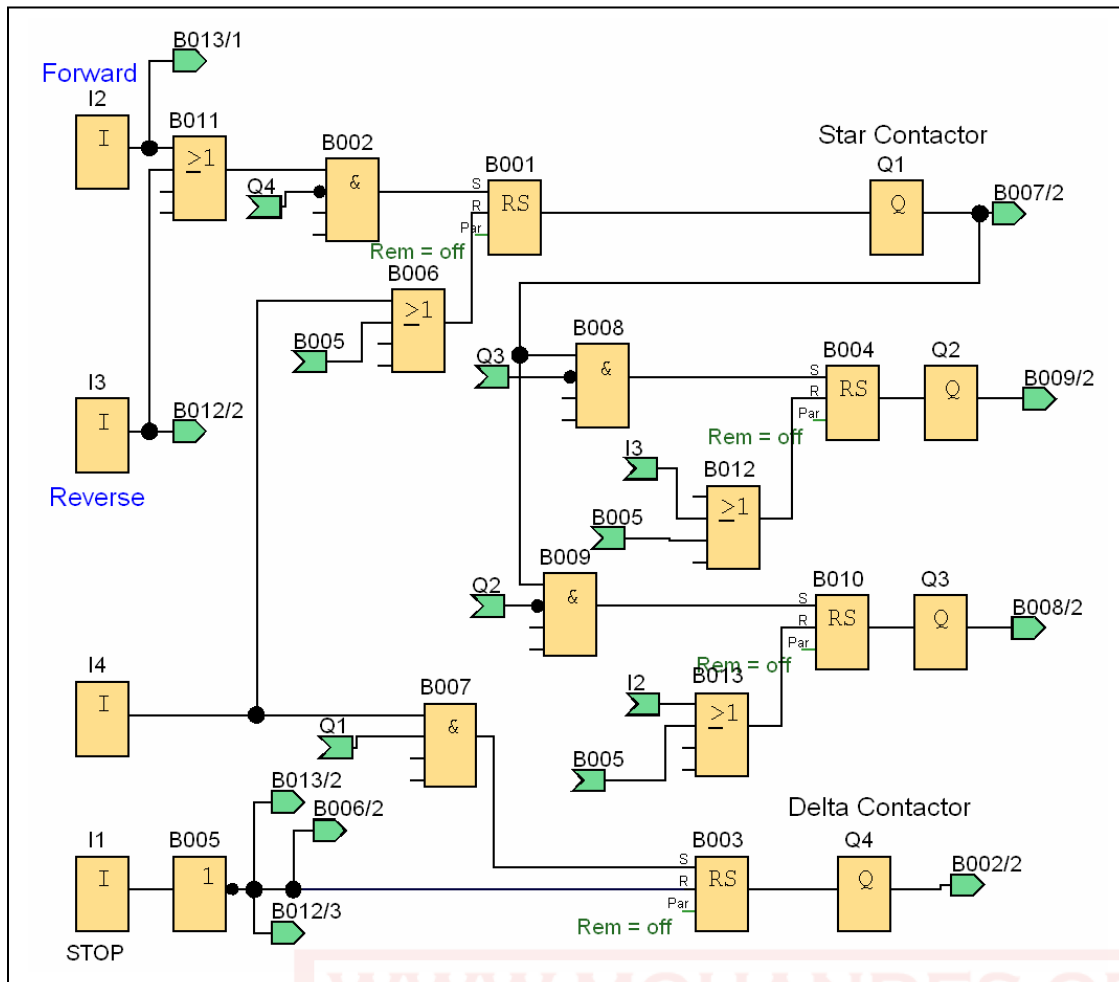 B013/1
Forward
I2
I
B011
>1
B002
&
Q4
B001
S
R
Par
RS
Rem = off
Star Contactor
Q1
Q
B007/2
B006
>1
B005
I3
I
B012/2
Reverse
B008
&
Q3
B004
S
R
Par
RS
Rem = off
Q2
Q
B009/2
I3
B012
>1
B005
B009
&
Q2
B010
S
R
Par
RS
Rem = off
Q3
Q
B008/2
I2
B013
>1
B005
I4
I
B007
&
Q1
B013/2
B006/2
I1
I
B005
1
B012/3
STOP
Delta Contactor
B003
S
R
Par
RS
Rem = off
Q4
Q
B002/2